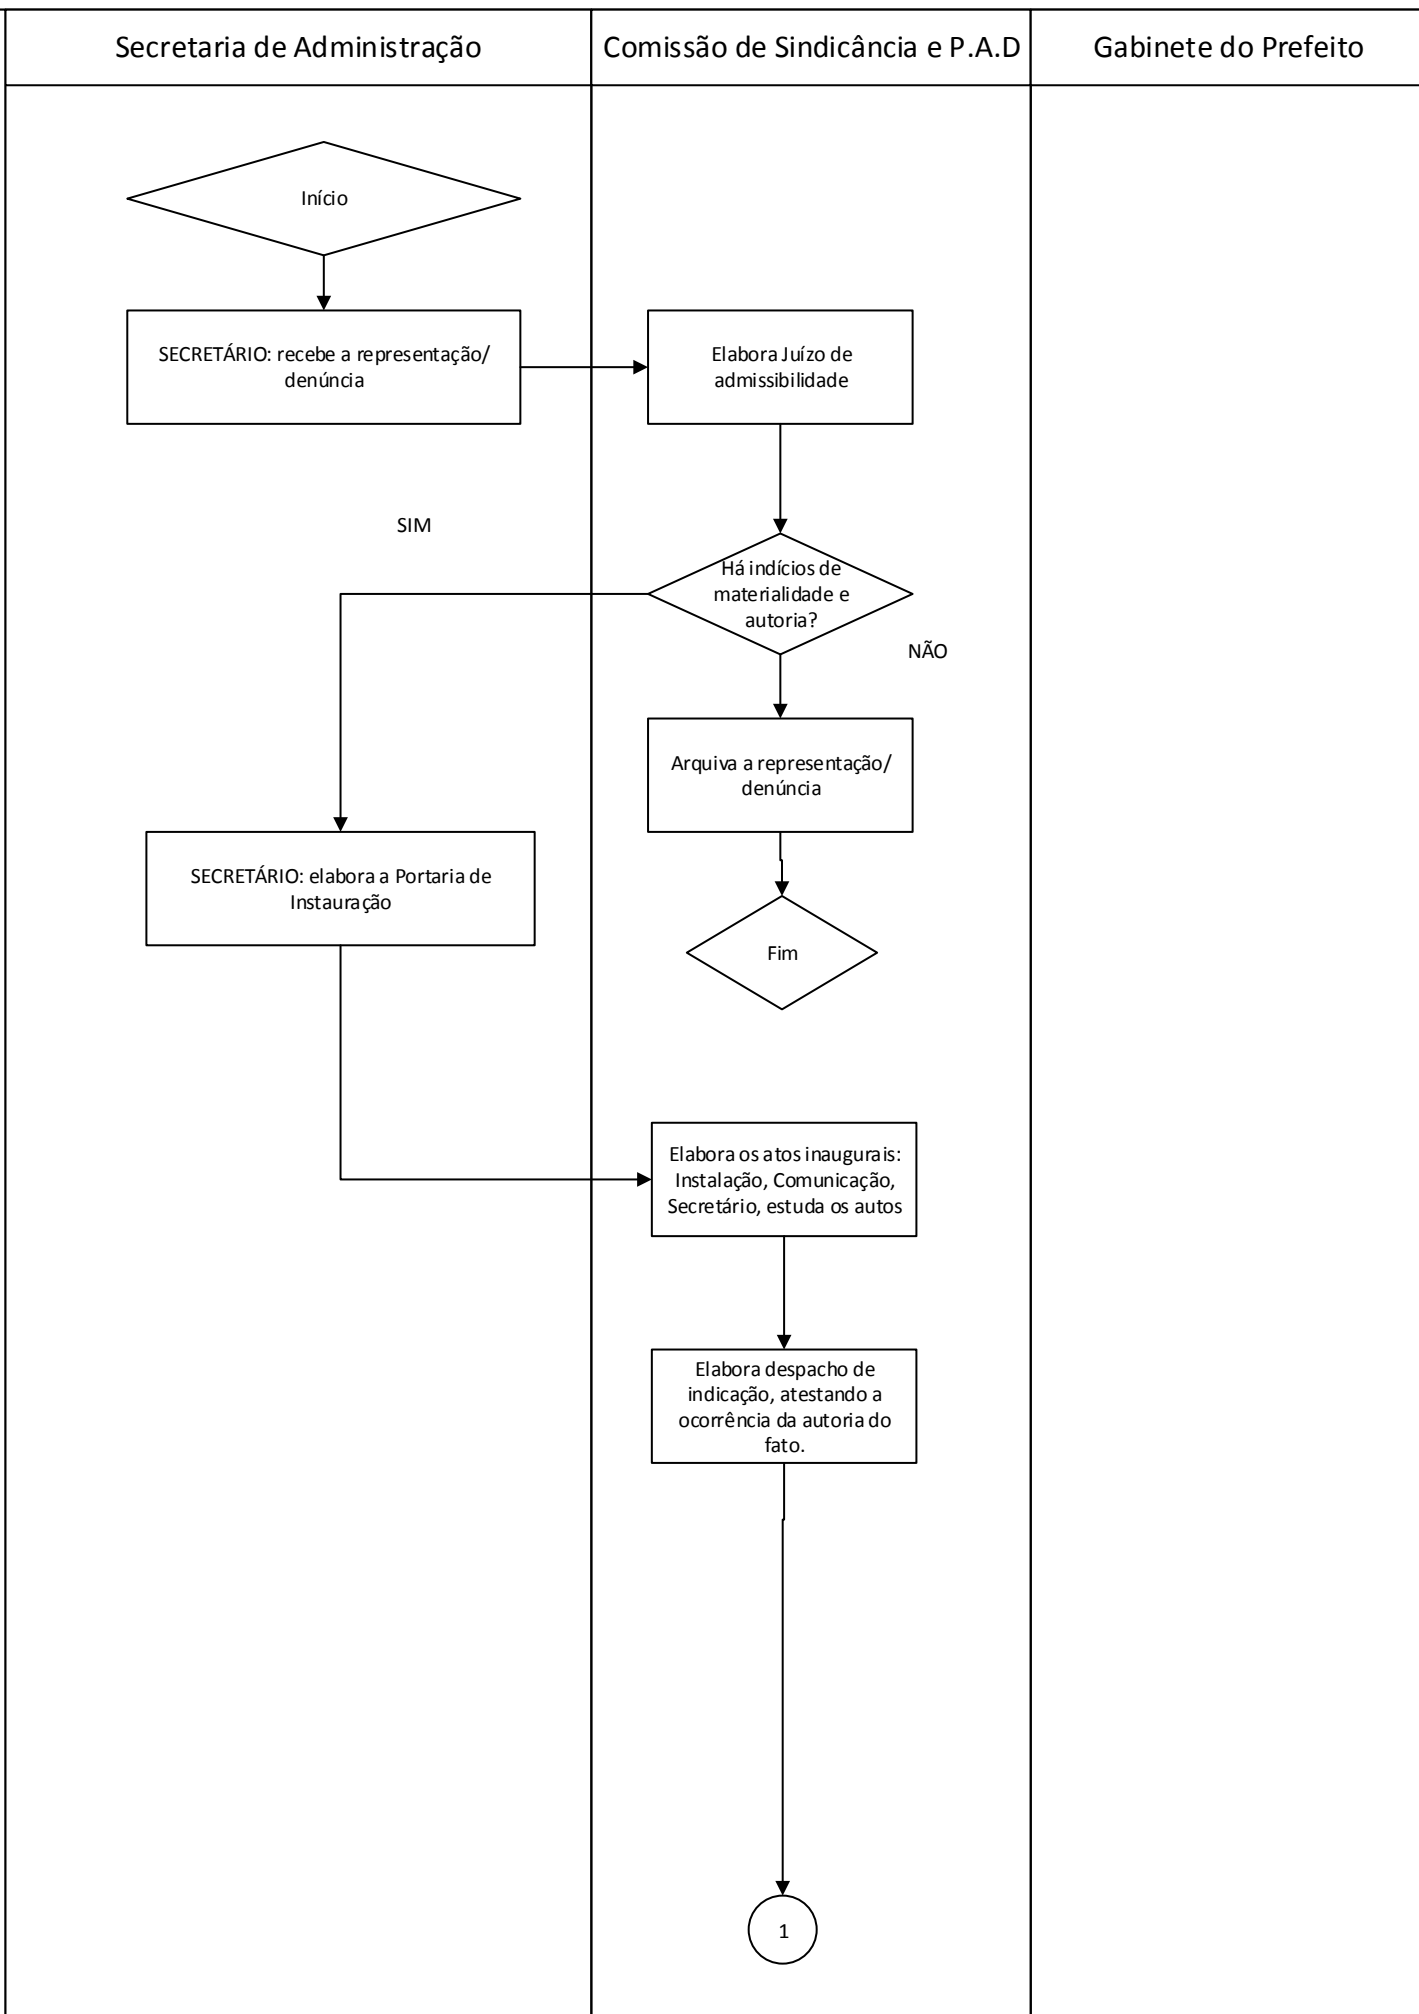 Secretaria de Administração
Comissão de Sindicância e P.A.D
Gabinete do Prefeito
Início
SECRETÁRIO: recebe a representação/
denúncia
Elabora Juízo de
admissibilidade
SIM
Há indícios de
materialidade e
autoria?
NÃO
Arquiva a representação/
denúncia
SECRETÁRIO: elabora a Portaria de
Instauração
Fim
Elabora os atos inaugurais:
Instalação, Comunicação,
Secretário, estuda os autos
Elabora despacho de
indicação, atestando a
ocorrência da autoria do
fato.
1